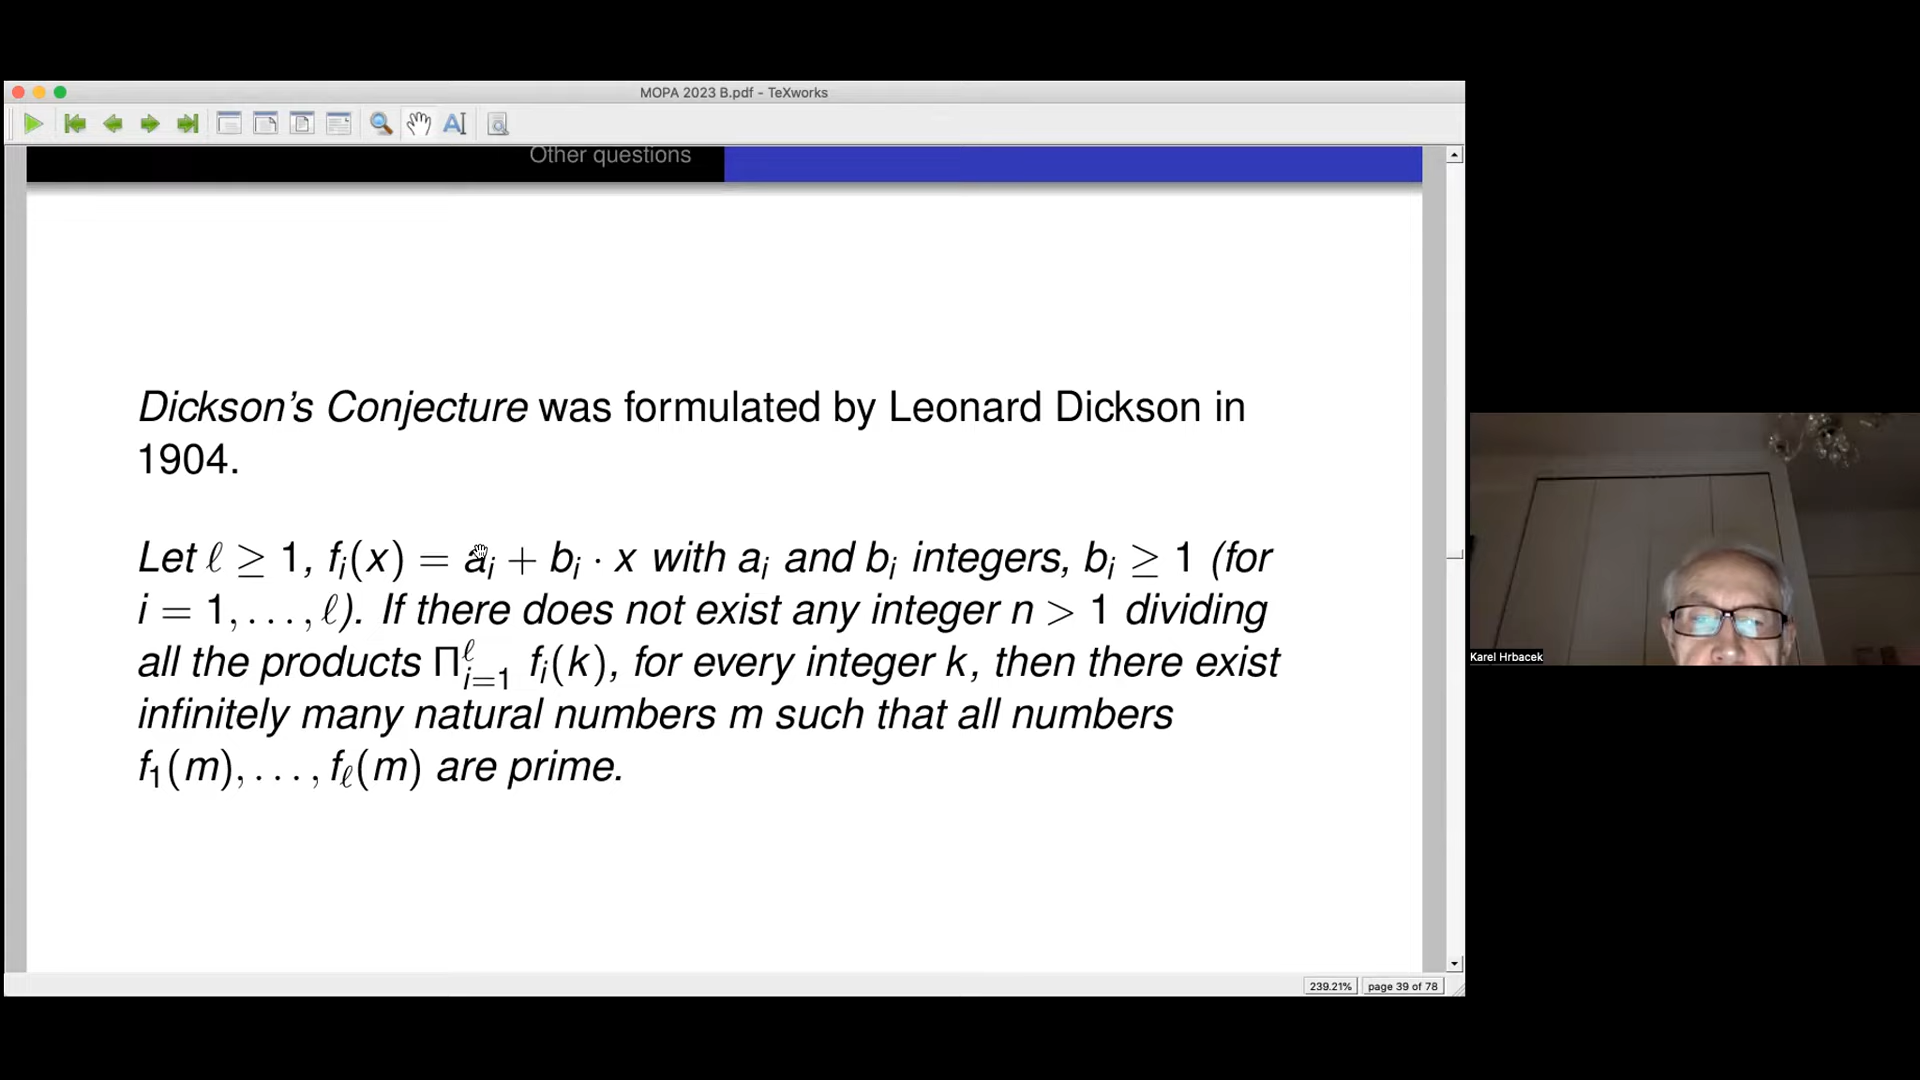 MOPA 2023 B.pdf - TeXworks
Other questions
Dickson's Conjecture was formulated by Leonard Dickson in
1904.
Let ℓ ≥ 1, fᵢ(x) = aᵢ + bᵢ · x with aᵢ and bᵢ integers, bᵢ ≥ 1 (for
i = 1, . . . , ℓ). If there does not exist any integer n > 1 dividing
all the products Π^ℓ_{i=1} fᵢ(k), for every integer k, then there exist
infinitely many natural numbers m such that all numbers
f₁(m), . . . , f_ℓ(m) are prime.
Karel Hrbacek
239.21%
page 39 of 78